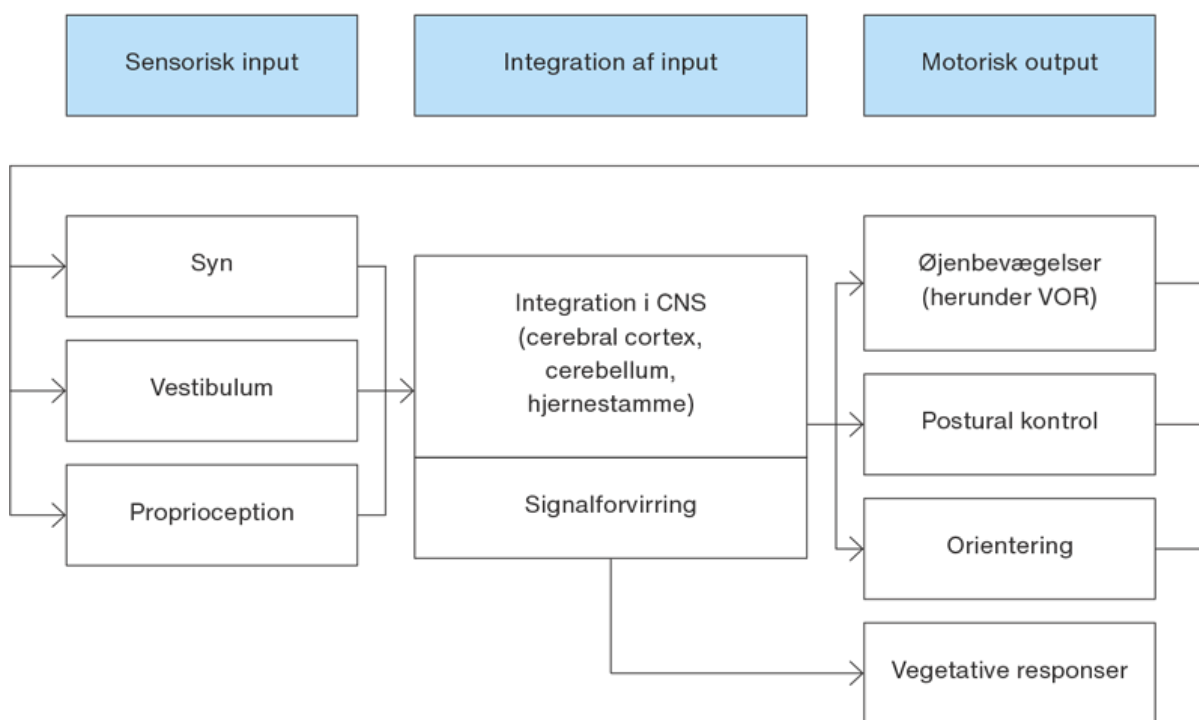 Sensorisk input
Integration af input
Motorisk output
Syn
Vestibulum
Proprioception
Integration i CNS
(cerebral cortex,
cerebellum,
hjernestamme)
Signalforvirring
Øjenbevægelser
(herunder VOR)
Postural kontrol
Orientering
Vegetative responser